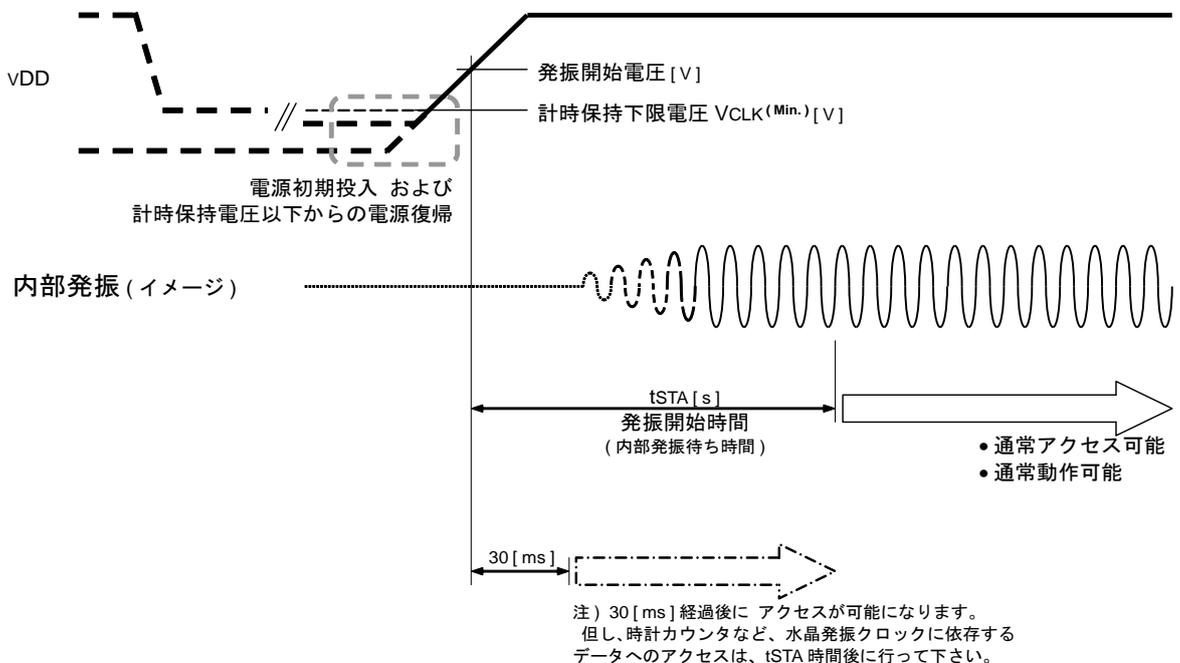 VDD
発振開始電圧 [ V ]
計時保持下限電圧 VCLK(Min.) [ V ]
電源初期投入 および
計時保持電圧以下からの電源復帰
内部発振 ( イメージ )
tSTA [ s ]
発振開始時間
( 内部発振待ち時間 )
• 通常アクセス可能
• 通常動作可能
30 [ ms ]
注 ) 30 [ ms ] 経過後に アクセスが可能になります。
但し、時計カウンタなど、水晶発振クロックに依存する
データへのアクセスは、tSTA 時間後に行って下さい。